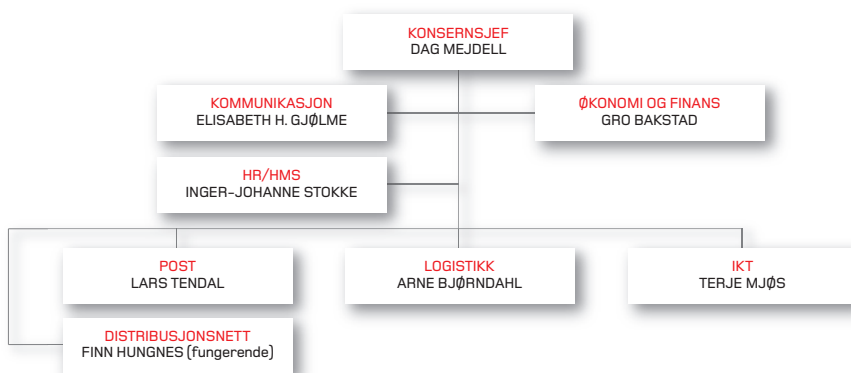 KONSERNSJEF
DAG MEJDELL
KOMMUNIKASJON
ELISABETH H. GJØLME
ØKONOMI OG FINANS
GRO BAKSTAD
HR/HMS
INGER-JOHANNE STOKKE
POST
LARS TENDAL
LOGISTIKK
ARNE BJØRNDAHL
IKT
TERJE MJØS
DISTRIBUSJONSNETT
FINN HUNGNES (fungerende)